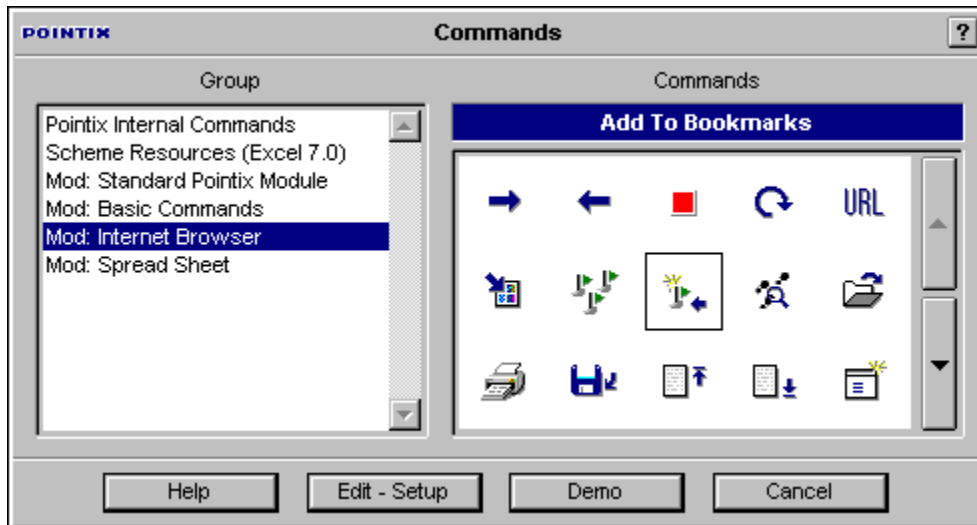 POINTIX
Commands
?
Group
Commands
Pointix Internal Commands
Scheme Resources (Excel 7.0)
Mod: Standard Pointix Module
Mod: Basic Commands
Mod: Internet Browser
Mod: Spread Sheet
Add To Bookmarks
URL
Help
Edit - Setup
Demo
Cancel